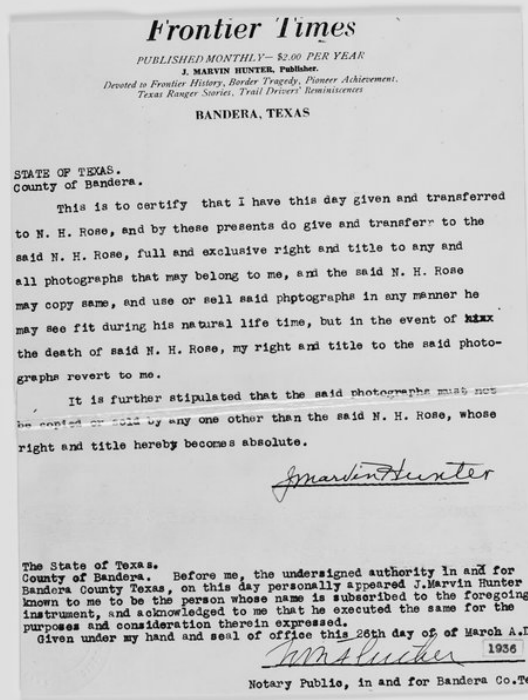 Frontier Times
PUBLISHED MONTHLY— $2.00 PER YEAR
J. MARVIN HUNTER, Publisher.
Devoted to Frontier History, Border Tragedy, Pioneer Achievement,
Texas Ranger Stories, Trail Drivers' Reminiscences
BANDERA, TEXAS
STATE OF TEXAS.
County of Bandera.
This is to certify that I have this day given and transferred
to N. H. Rose, and by these presents do give and transferr to the
said N. H. Rose, full and exclusive right and title to any and
all photographs that may belong to me, and the said N. H. Rose
may copy same, and use or sell said phptographs in any manner he
may see fit during his natural life time, but in the event of
the death of said N. H. Rose, my right and title to the said photo-
graphs revert to me.
It is further stipulated that the said photographs must not
be copied or sold by any one other than the said N. H. Rose, whose
right and title hereby becomes absolute.
J Marvin Hunter
The State of Texas.
County of Bandera. Before me, the undersigned authority in and for
Bandera County Texas, on this day personally appeared J.Marvin Hunter
known to me to be the person whose name is subscribed to the foregoing
instrument, and acknowledged to me that he executed the same for the
purposes and consideration therein expressed.
Given under my hand and seal of office this 26th day of of March A.D
1936
Notary Public, in and for Bandera Co.Te